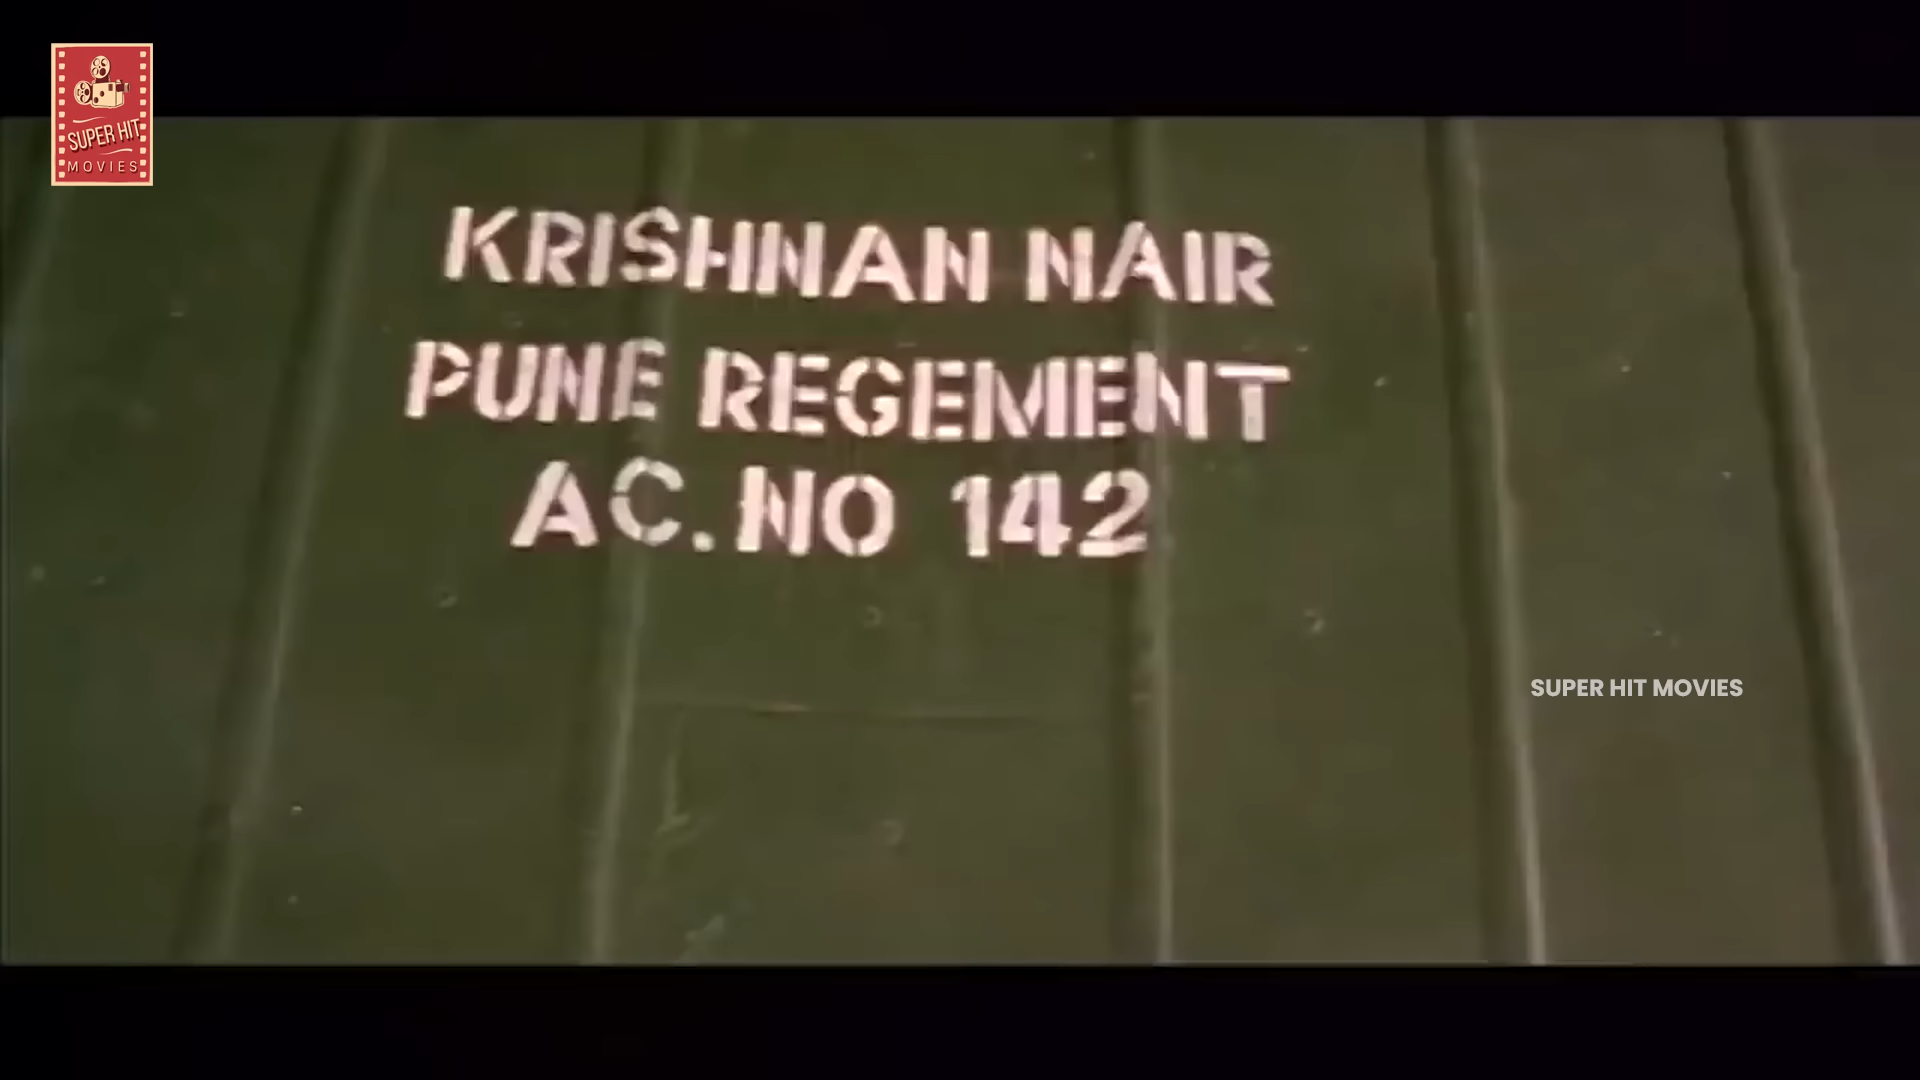 SUPER HIT
MOVIES
KRISHNAN NAIR
PUNE REGEMENT
AC. NO 142
SUPER HIT MOVIES